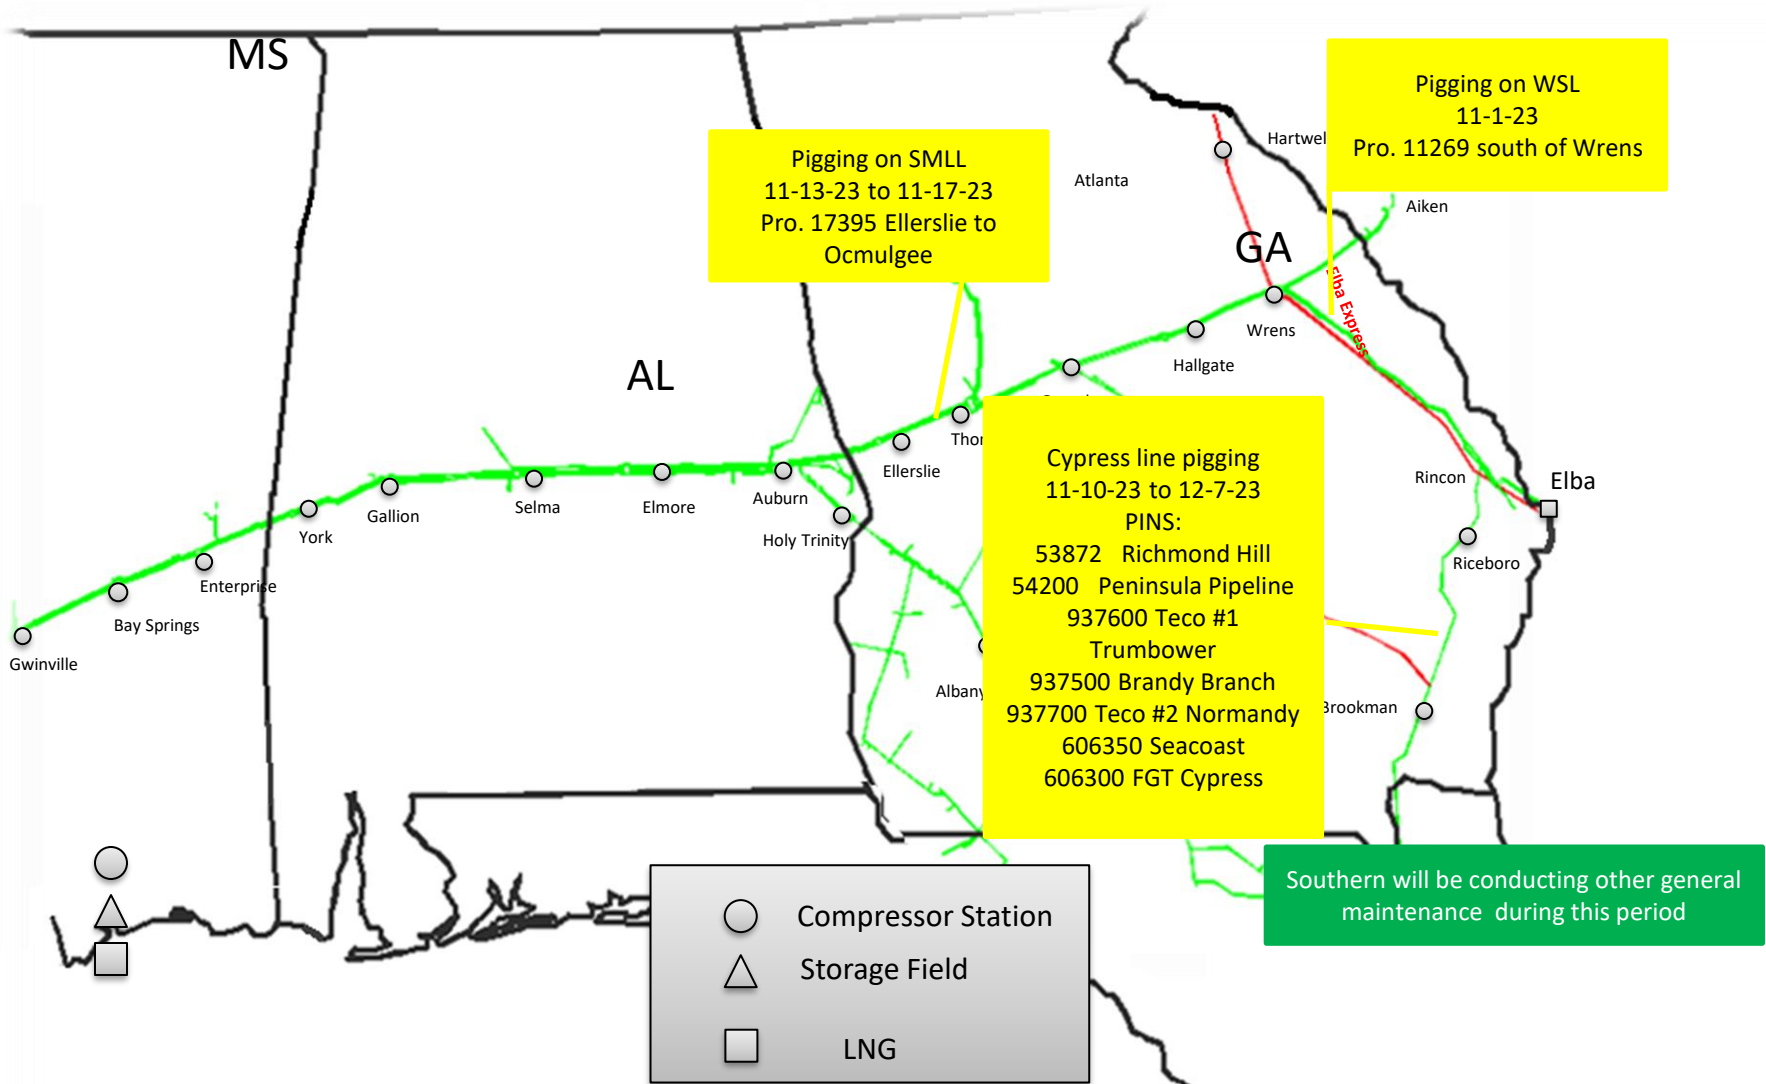 MS
Pigging on WSL
11-1-23
Pro. 11269 south of Wrens
Pigging on SMLL
11-13-23 to 11-17-23
Pro. 17395 Ellerslie to
Ocmulgee
Atlanta
Aiken
GA
Elba Express
Wrens
Hallgate
AL
Ellerslie
Auburn
Selma
Elmore
Gallion
York
Holy Trinity
Enterprise
Bay Springs
Gwinville
Rincon
Elba
Riceboro
Albany
Brookman
Cypress line pigging
11-10-23 to 12-7-23
PINS:
53872 Richmond Hill
54200 Peninsula Pipeline
937600 Teco #1
Trumbower
937500 Brandy Branch
937700 Teco #2 Normandy
606350 Seacoast
606300 FGT Cypress
Southern will be conducting other general
maintenance during this period
Compressor Station
Storage Field
LNG